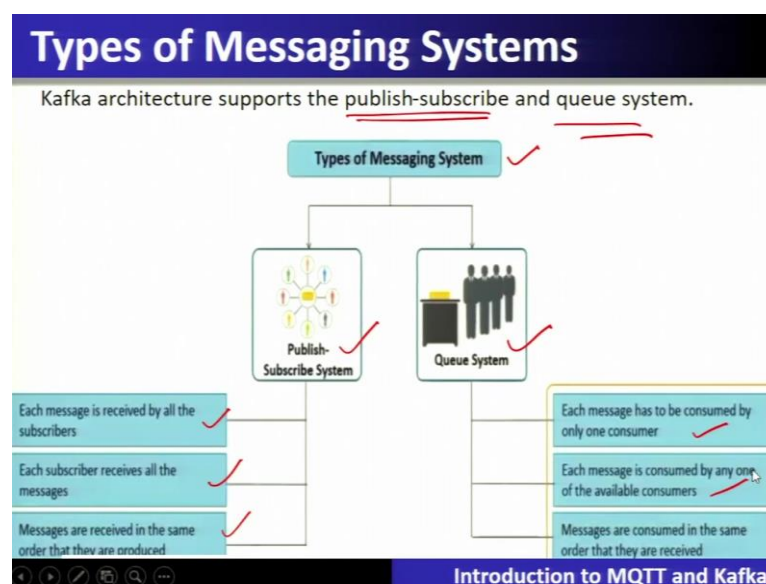 Types of Messaging Systems
Kafka architecture supports the publish-subscribe and queue system.
Types of Messaging System
Publish-
Subscribe System
Queue System
Each message is received by all the
subscribers
Each subscriber receives all the
messages
Messages are received in the same
order that they are produced
Each message has to be consumed by
only one consumer
Each message is consumed by any one
of the available consumers
Messages are consumed in the same
order that they are received
Introduction to MQTT and Kafka